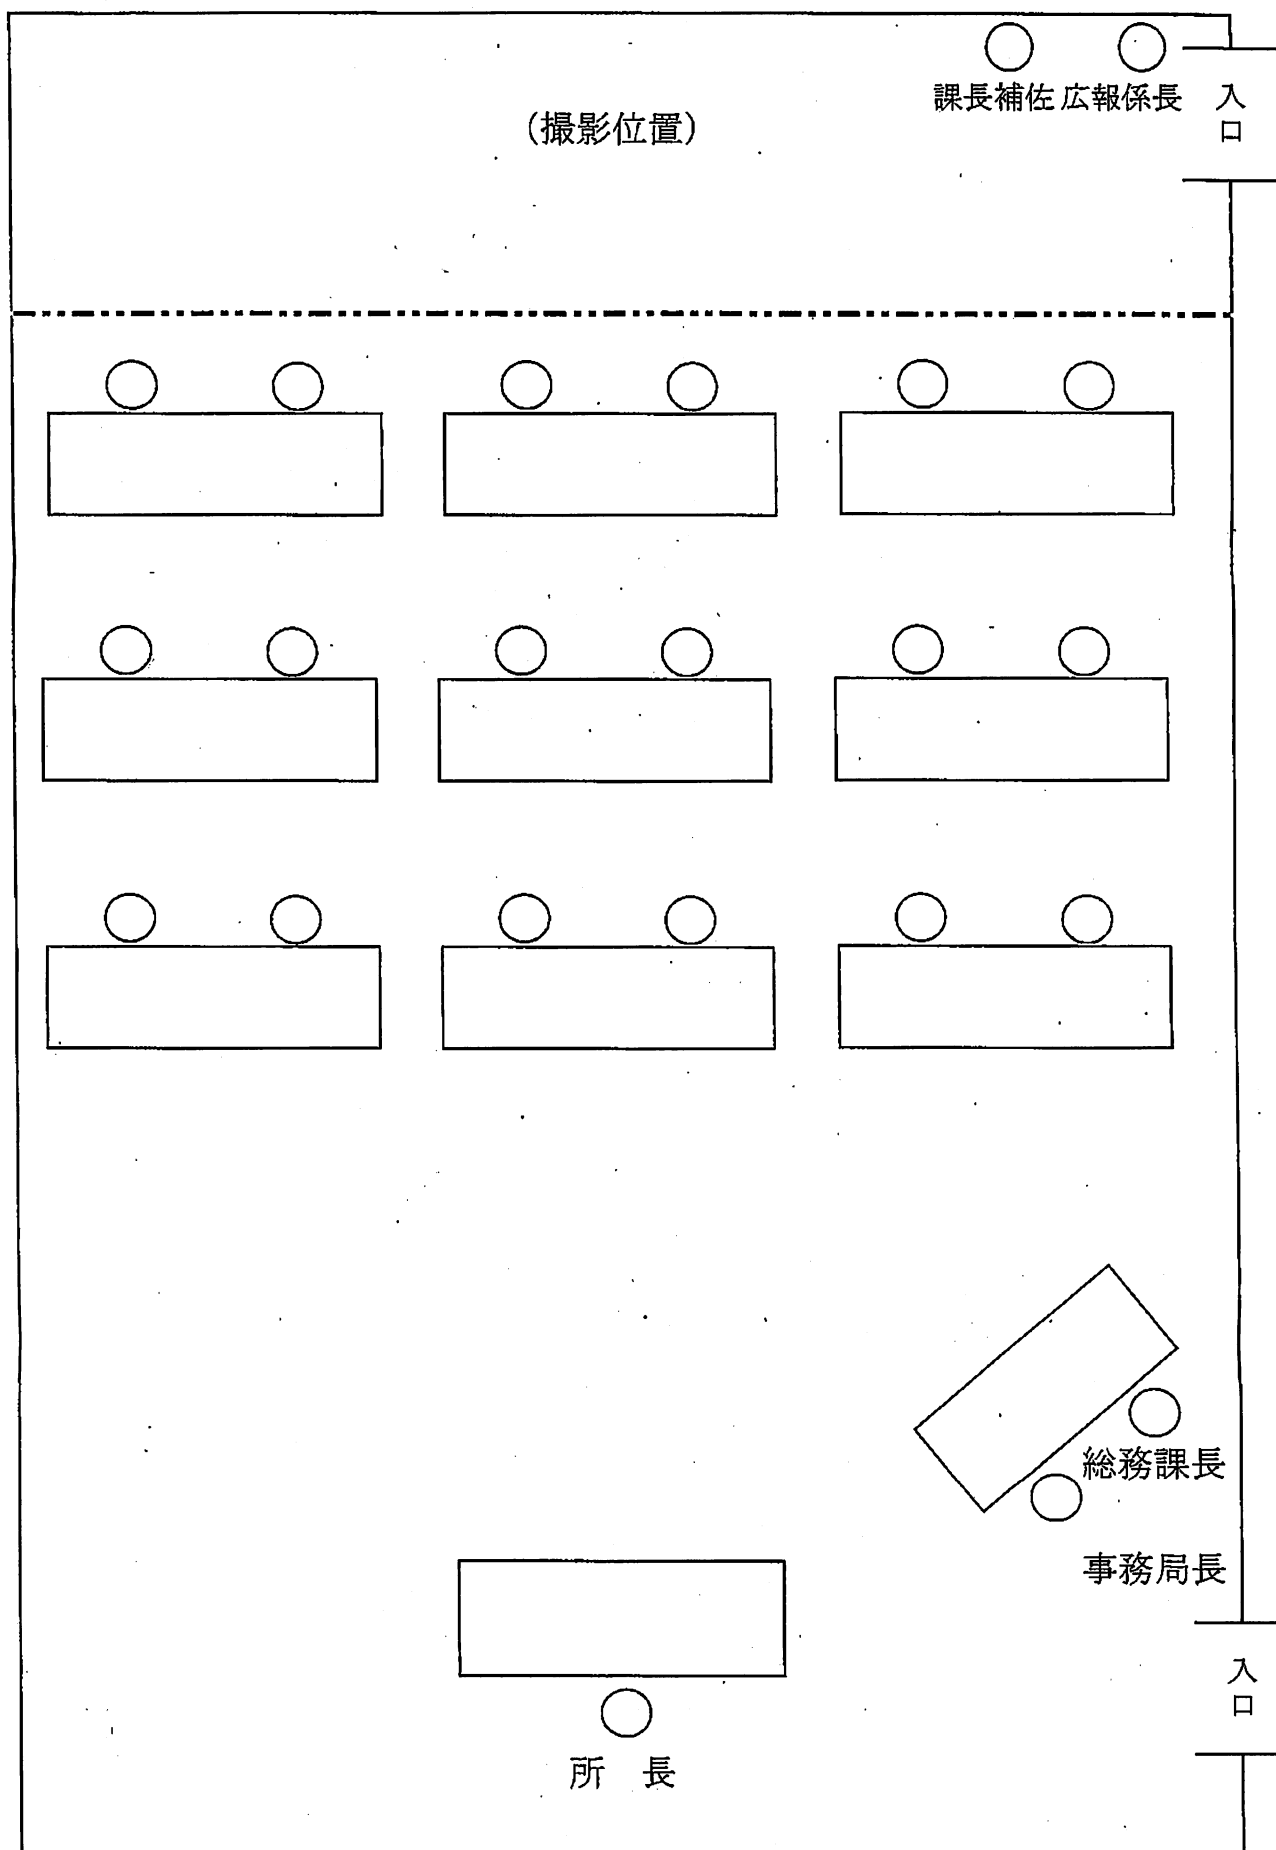 課長補佐 広報係長
入口
(撮影位置)
総務課長
事務局長
入口
所 長